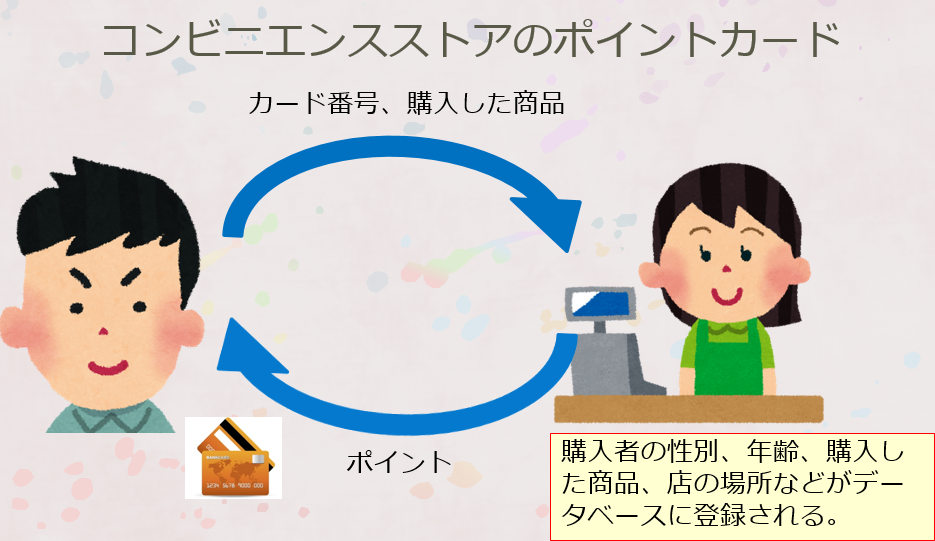 コンビニエンスストアのポイントカード
カード番号、購入した商品
ポイント
購入者の性別、年齢、購入し
た商品、店の場所などがデー
タベースに登録される。